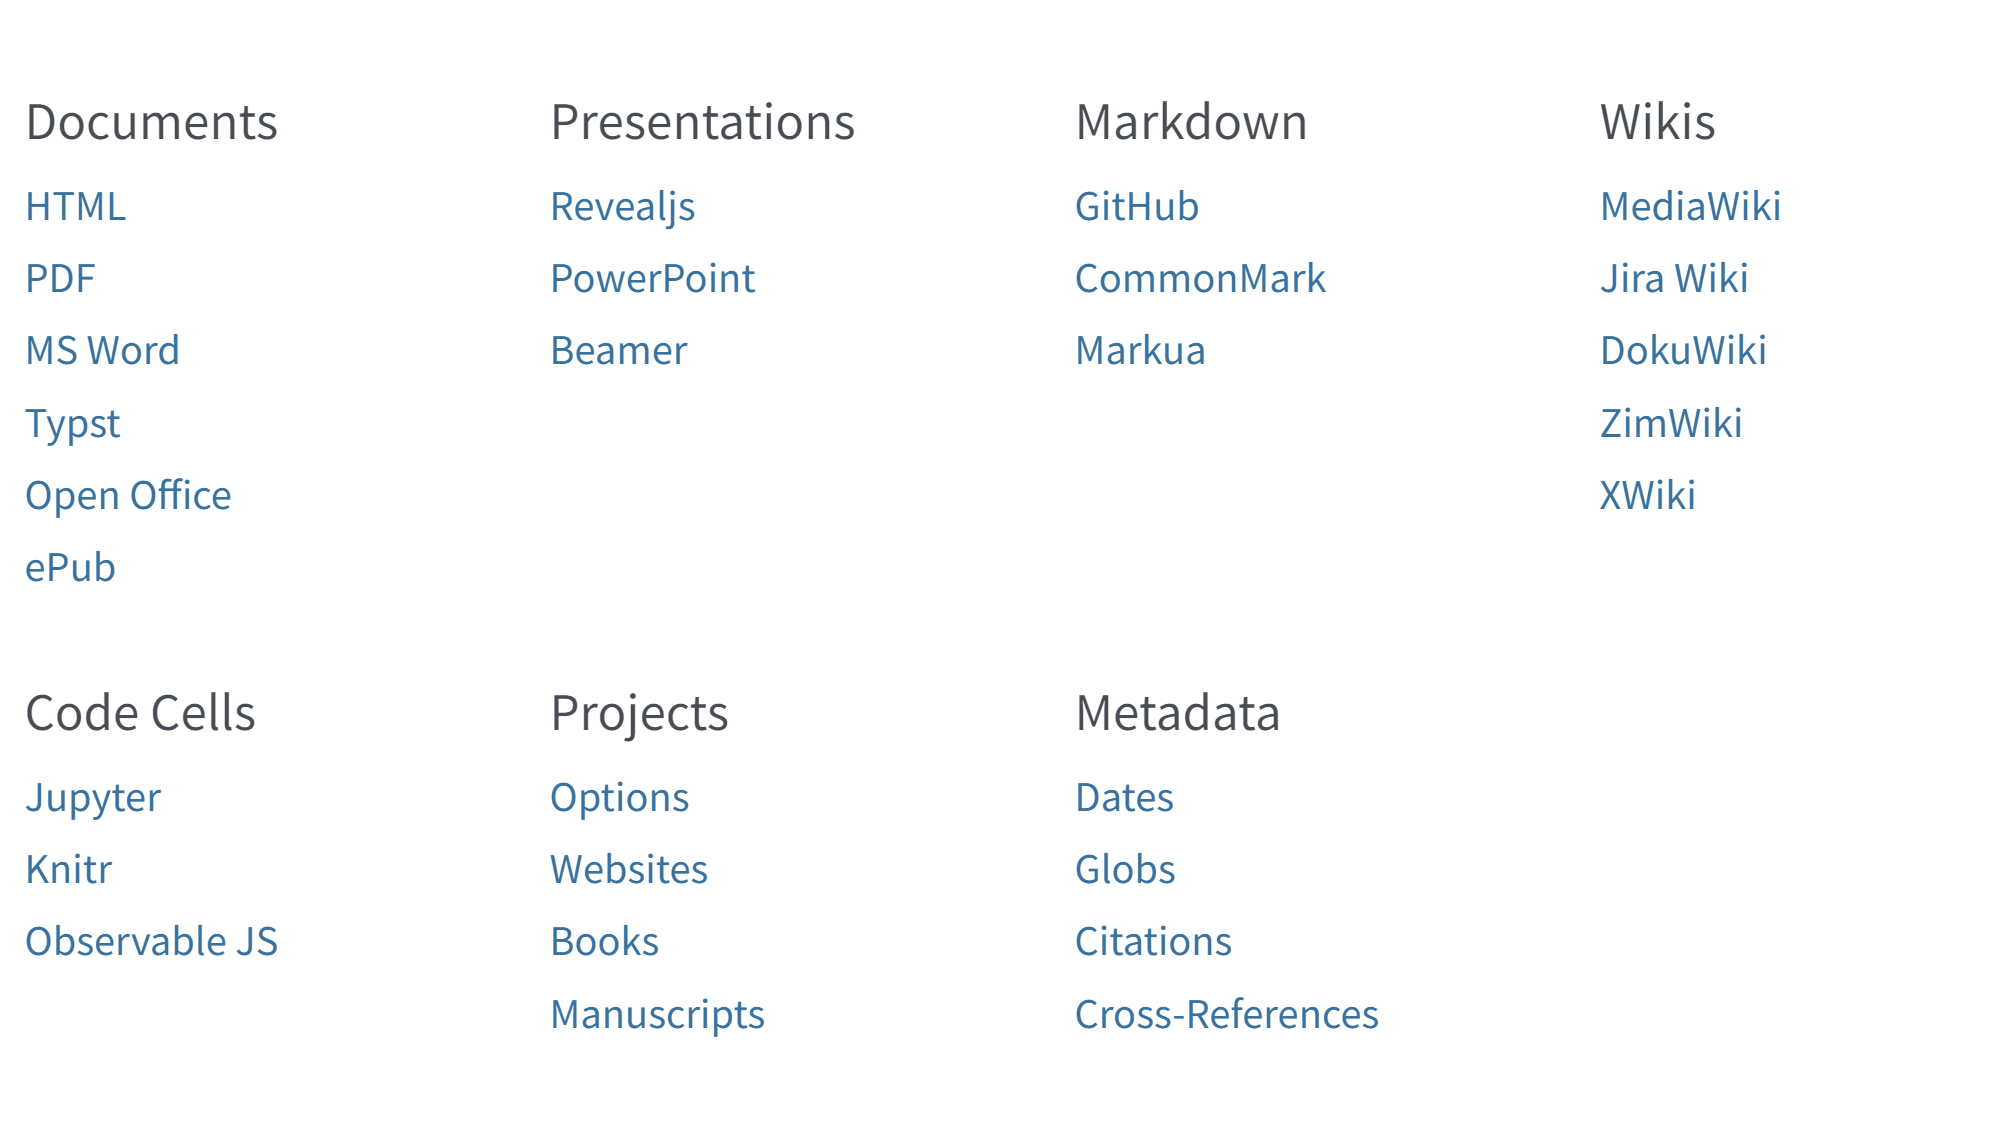 Documents
HTML
PDF
MS Word
Typst
Open Office
ePub
Presentations
Revealjs
PowerPoint
Beamer
Markdown
GitHub
CommonMark
Markua
Wikis
MediaWiki
Jira Wiki
DokuWiki
ZimWiki
XWiki
Code Cells
Jupyter
Knitr
Observable JS
Projects
Options
Websites
Books
Manuscripts
Metadata
Dates
Globs
Citations
Cross-References